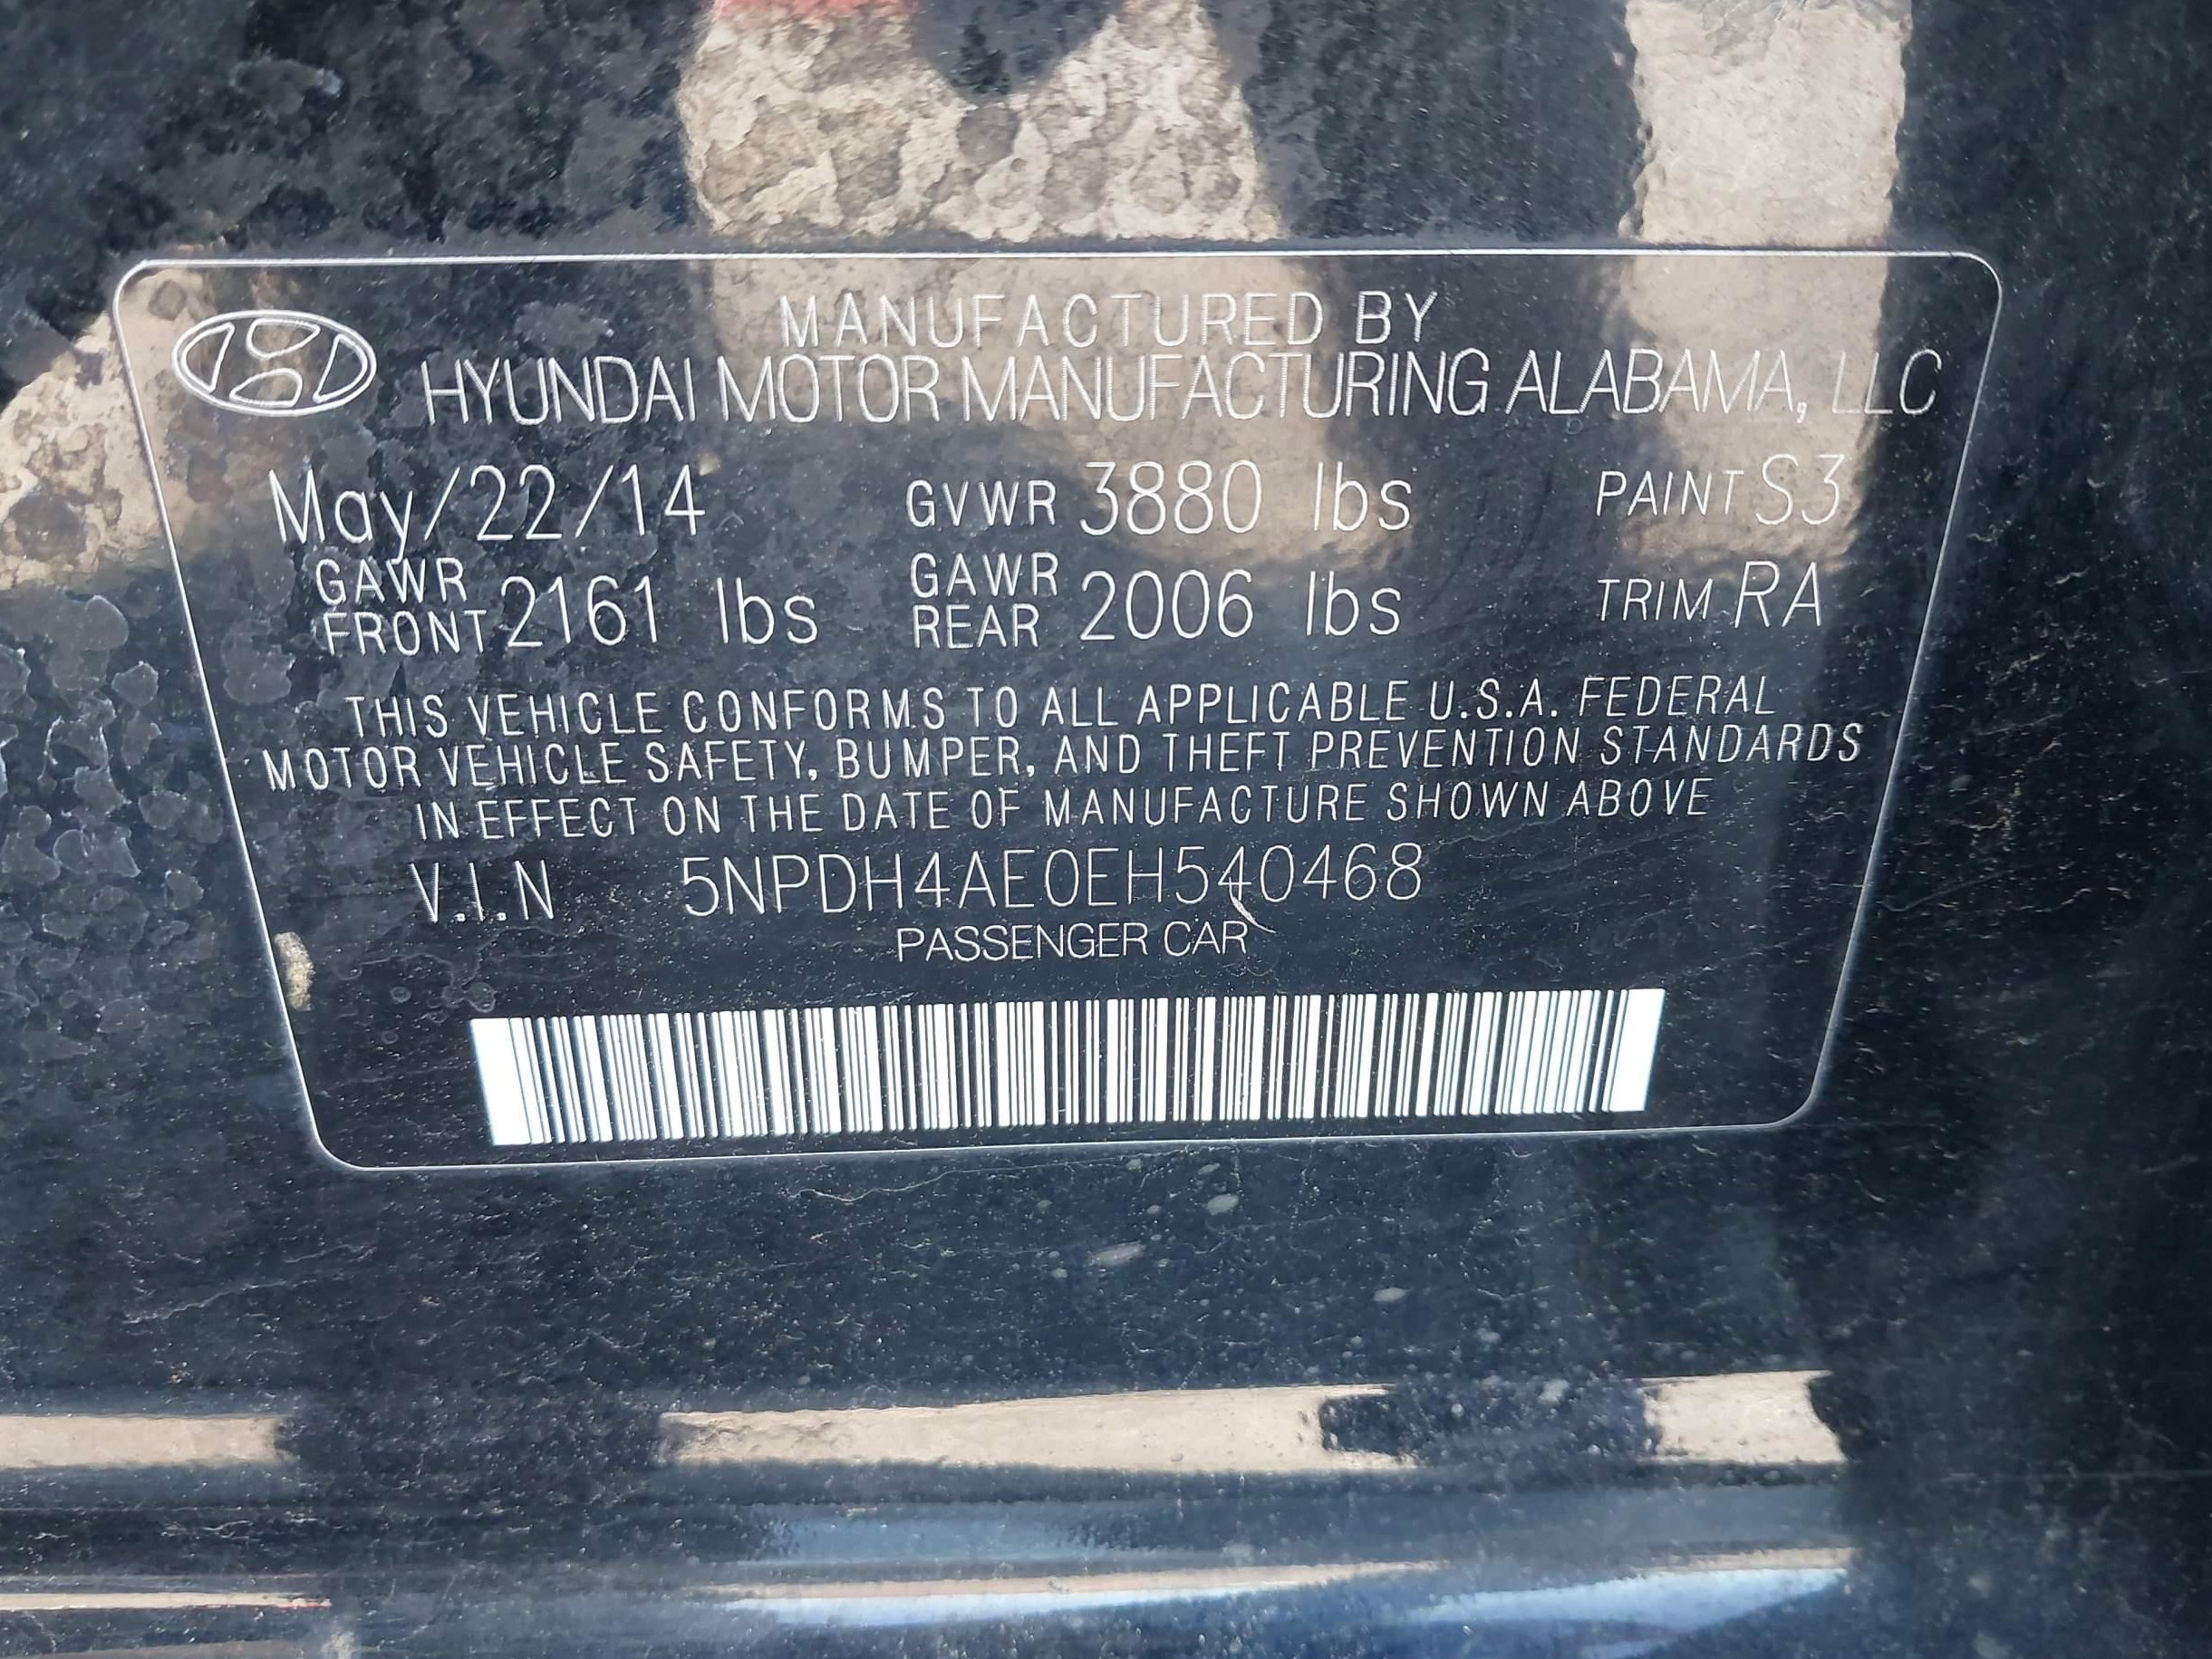 MANUFACTURED BY
HYUNDAI MOTOR MANUFACTURING ALABAMA, LLC
May/22/14 GVWR 3880 lbs PAINT S3
GAWR FRONT 2161 lbs GAWR REAR 2006 lbs TRIM RA
THIS VEHICLE CONFORMS TO ALL APPLICABLE U.S.A. FEDERAL
MOTOR VEHICLE SAFETY, BUMPER, AND THEFT PREVENTION STANDARDS
IN EFFECT ON THE DATE OF MANUFACTURE SHOWN ABOVE
V.I.N 5NPDH4AE0EH540468
PASSENGER CAR